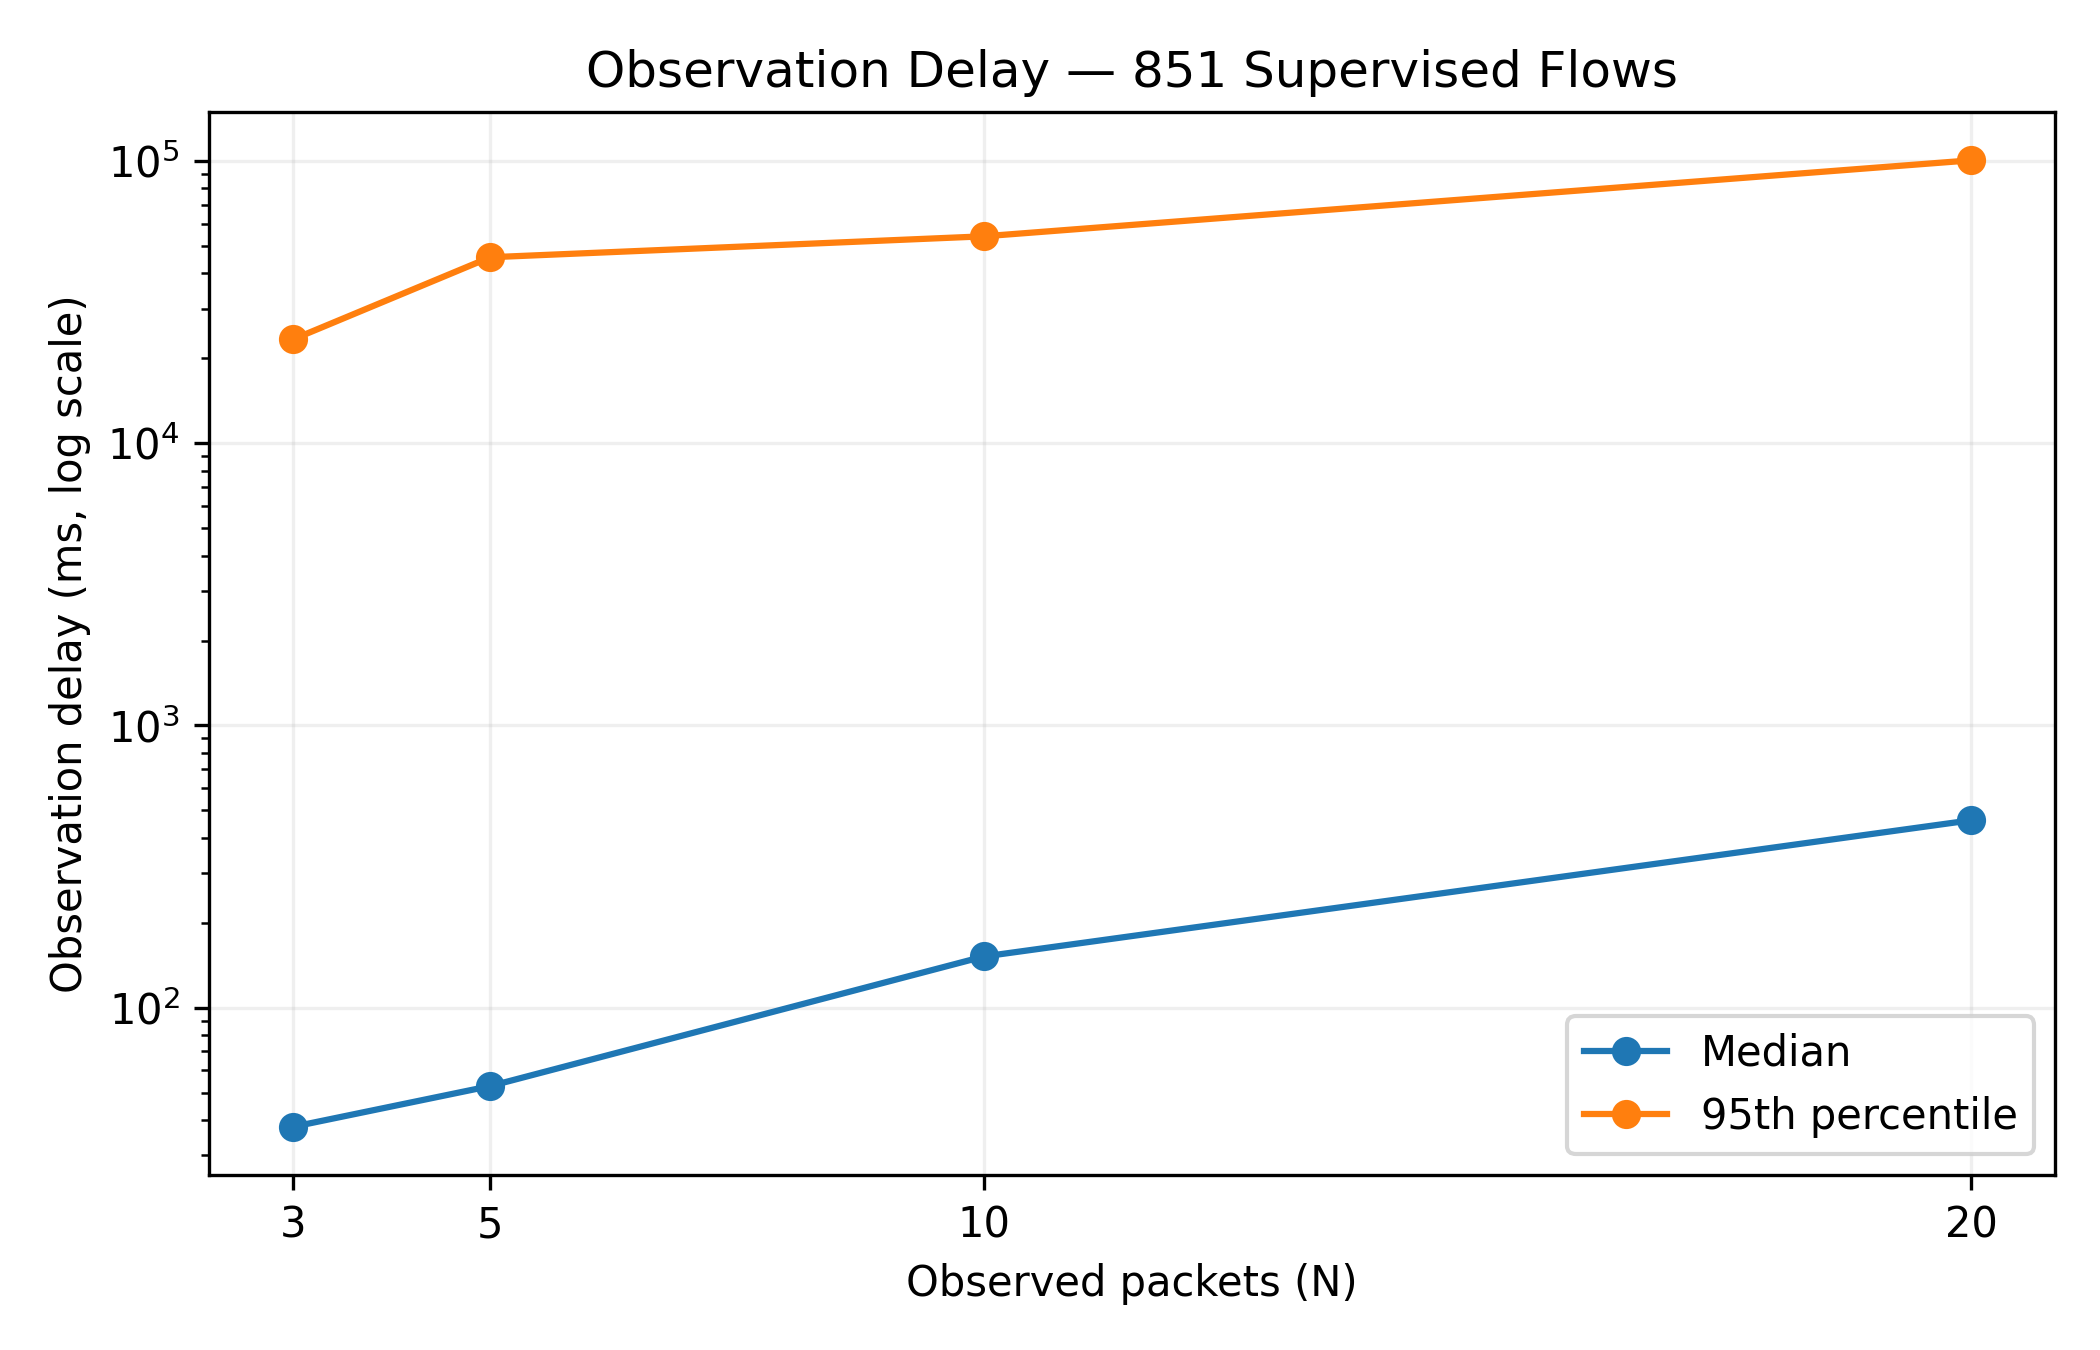 Observation Delay — 851 Supervised Flows
Observation delay (ms, log scale)
10⁵
10⁴
10³
10²
Median
95th percentile
3 5 10 20
Observed packets (N)